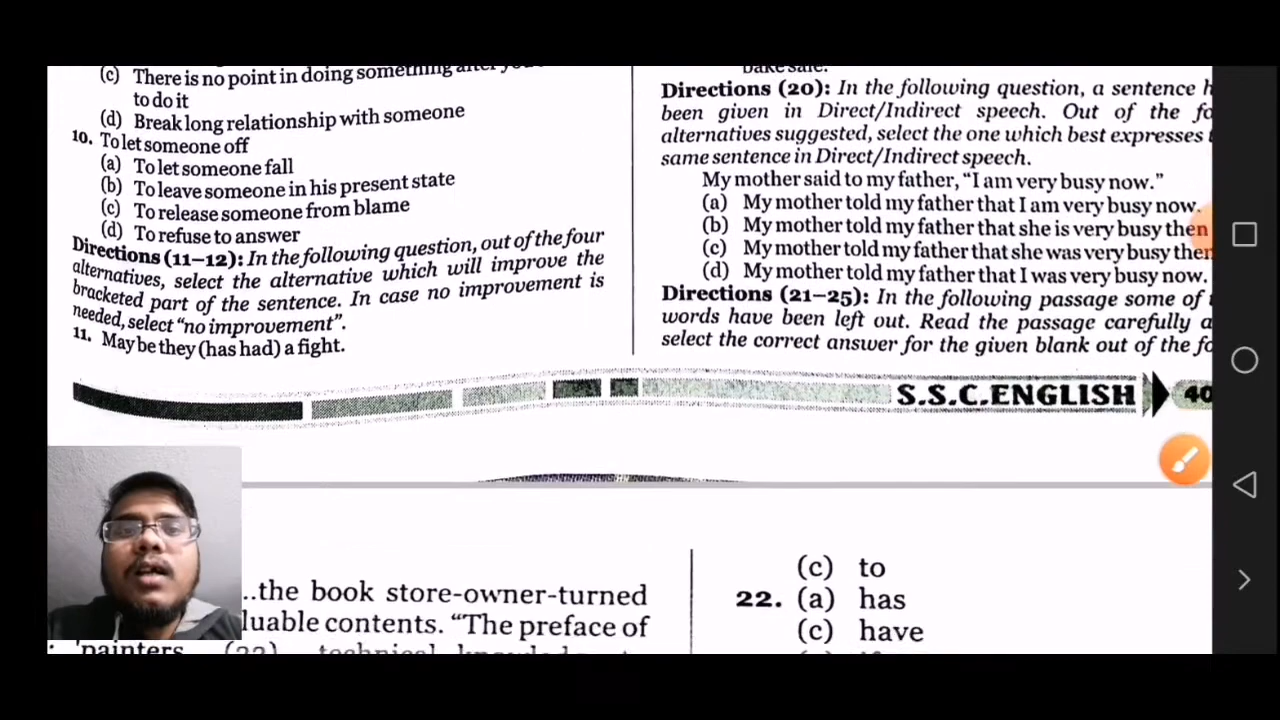 (c) There is no point in doing something after
to do it
(d) Break long relationship with someone
10. To let someone off
(a) To let someone fall
(b) To leave someone in his present state
(c) To release someone from blame
(d) To refuse to answer
Directions (11–12): In the following question, out of the four
alternatives, select the alternative which will improve the
bracketed part of the sentence. In case no improvement is
needed, select “no improvement”.
11. May be they (has had) a fight.
bake sale.
Directions (20): In the following question, a sentence h
been given in Direct/Indirect speech. Out of the fo
alternatives suggested, select the one which best expresses
same sentence in Direct/Indirect speech.
My mother said to my father, “I am very busy now.”
(a) My mother told my father that I am very busy now.
(b) My mother told my father that she is very busy then
(c) My mother told my father that she was very busy then
(d) My mother told my father that I was very busy now.
Directions (21–25): In the following passage some of
words have been left out. Read the passage carefully a
select the correct answer for the given blank out of the fo
S.S.C.ENGLISH 40
..the book store-owner-turned
luable contents. “The preface of
'painters (22) technical
(c) to
22. (a) has
(c) have